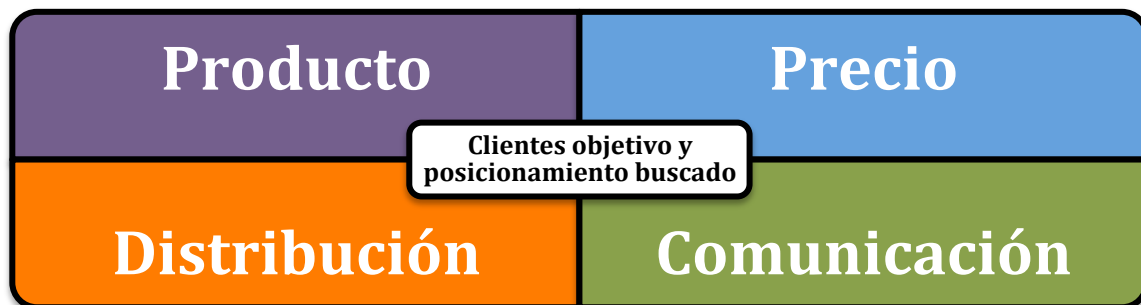 Producto
Precio
Clientes objetivo y
posicionamiento buscado
Distribución
Comunicación